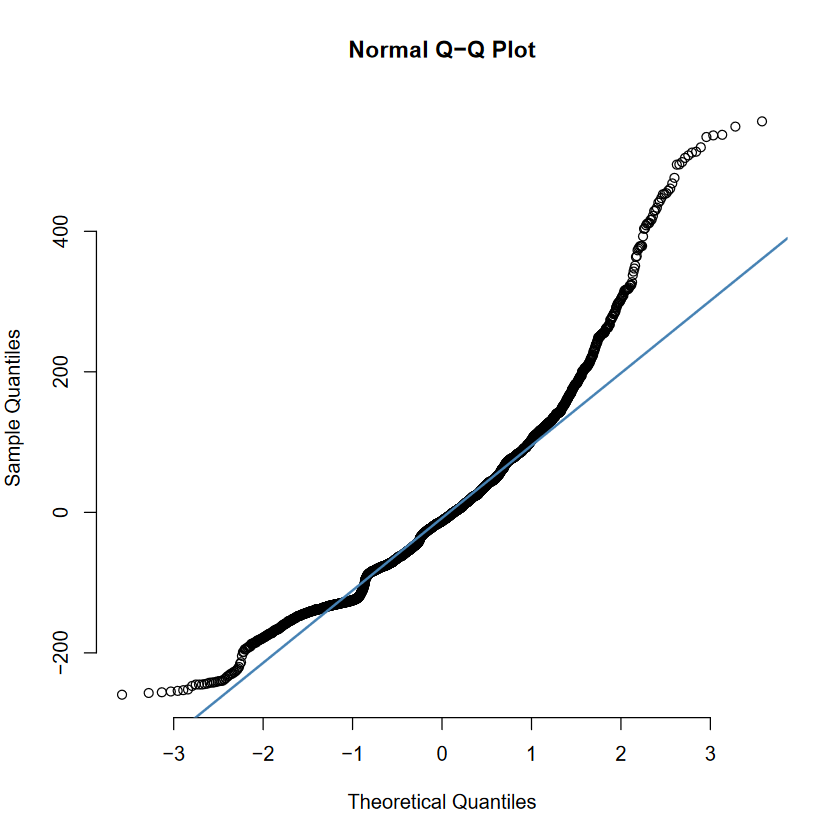 Normal Q−Q Plot
Sample Quantiles
400
200
0
−200
−3 −2 −1 0 1 2 3
Theoretical Quantiles